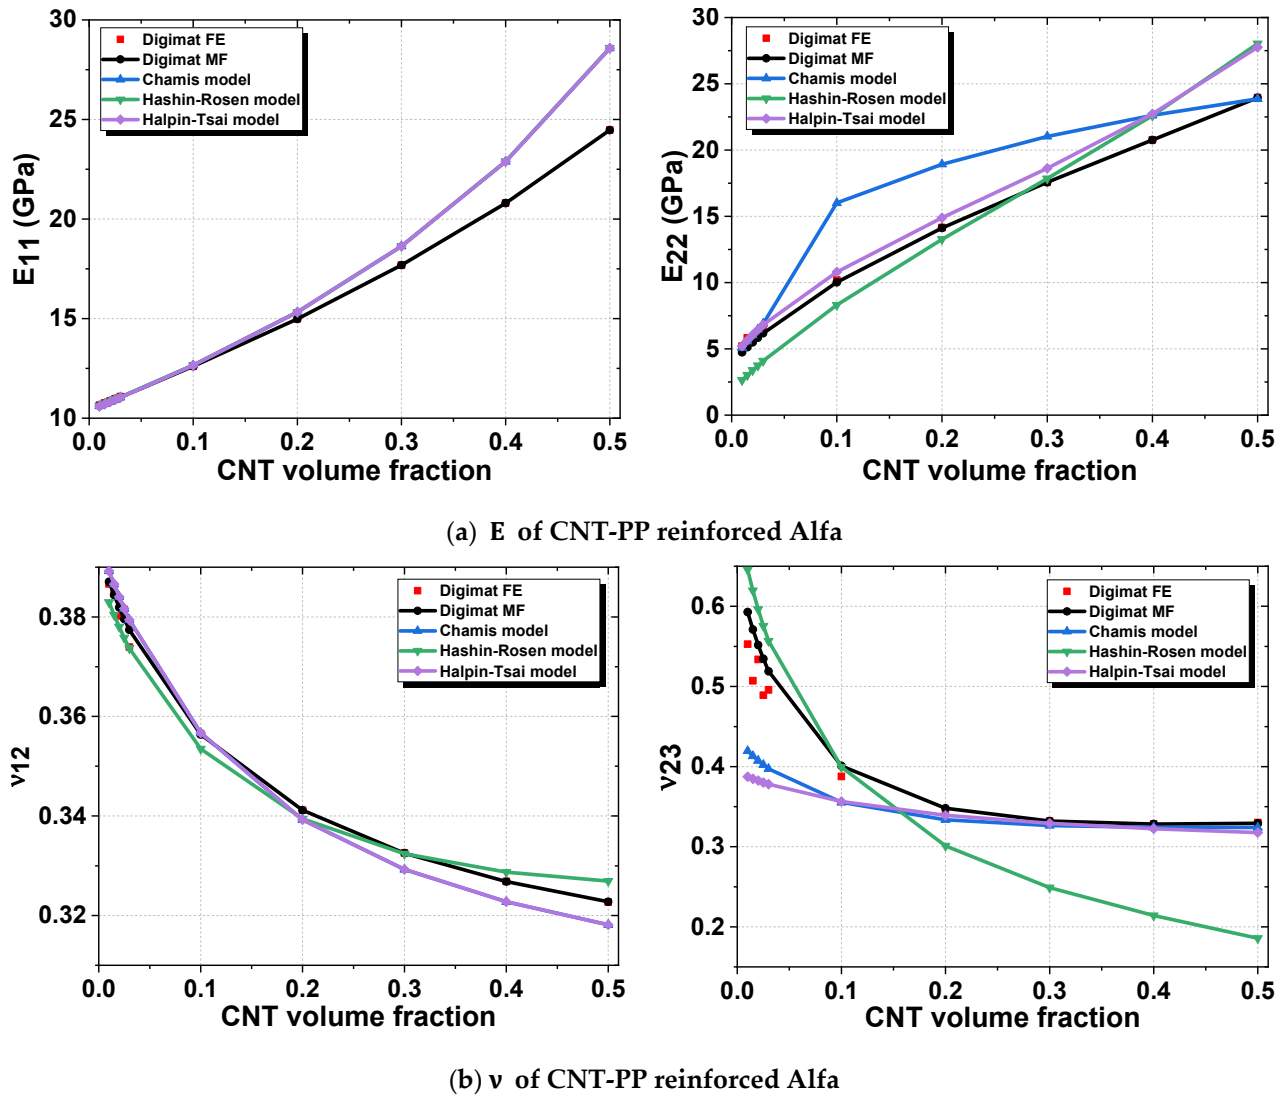 30
25
20
15
10
E11 (GPa)
Digimat FE
Digimat MF
Chamis model
Hashin-Rosen model
Halpin-Tsai model
0.0 0.1 0.2 0.3 0.4 0.5
CNT volume fraction
30
25
20
15
10
5
0
E22 (GPa)
Digimat FE
Digimat MF
Chamis model
Hashin-Rosen model
Halpin-Tsai model
0.0 0.1 0.2 0.3 0.4 0.5
CNT volume fraction
(a) E of CNT-PP reinforced Alfa
0.38
0.36
0.34
0.32
ν12
Digimat FE
Digimat MF
Chamis model
Hashin-Rosen model
Halpin-Tsai model
0.0 0.1 0.2 0.3 0.4 0.5
CNT volume fraction
0.6
0.5
0.4
0.3
0.2
ν23
Digimat FE
Digimat MF
Chamis model
Hashin-Rosen model
Halpin-Tsai model
0.0 0.1 0.2 0.3 0.4 0.5
CNT volume fraction
(b) ν of CNT-PP reinforced Alfa